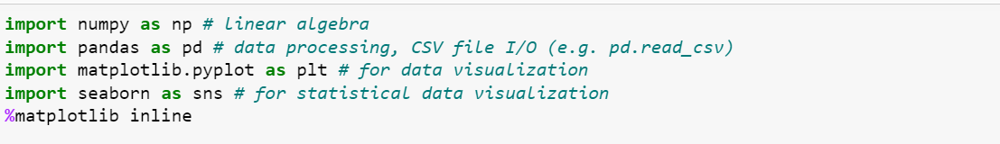 import numpy as np # linear algebra
import pandas as pd # data processing, CSV file I/O (e.g. pd.read_csv)
import matplotlib.pyplot as plt # for data visualization
import seaborn as sns # for statistical data visualization
%matplotlib inline